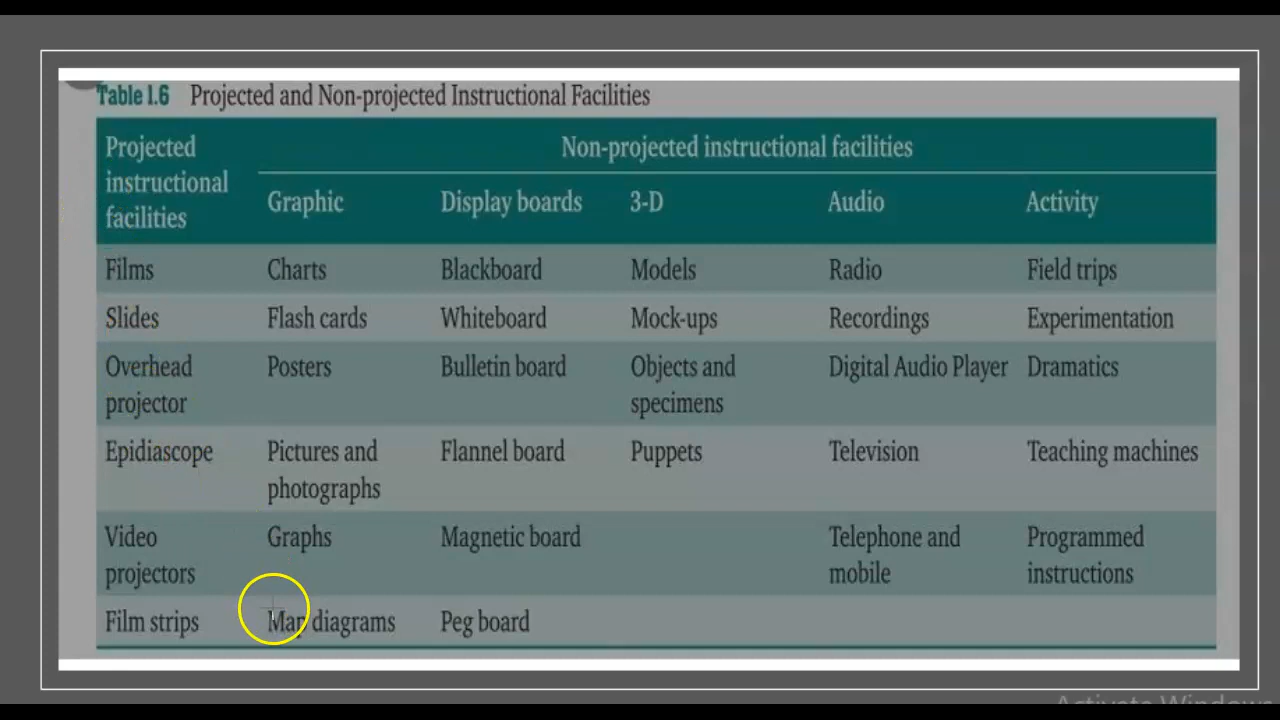 Table I.6 Projected and Non-projected Instructional Facilities
Projected instructional facilities
Non-projected instructional facilities
Graphic Display boards 3-D Audio Activity
Films Charts Blackboard Models Radio Field trips
Slides Flash cards Whiteboard Mock-ups Recordings Experimentation
Overhead projector Posters Bulletin board Objects and specimens Digital Audio Player Dramatics
Epidiascope Pictures and photographs Flannel board Puppets Television Teaching machines
Video projectors Graphs Magnetic board Telephone and mobile Programmed instructions
Film strips Map diagrams Peg board
Activate Windows